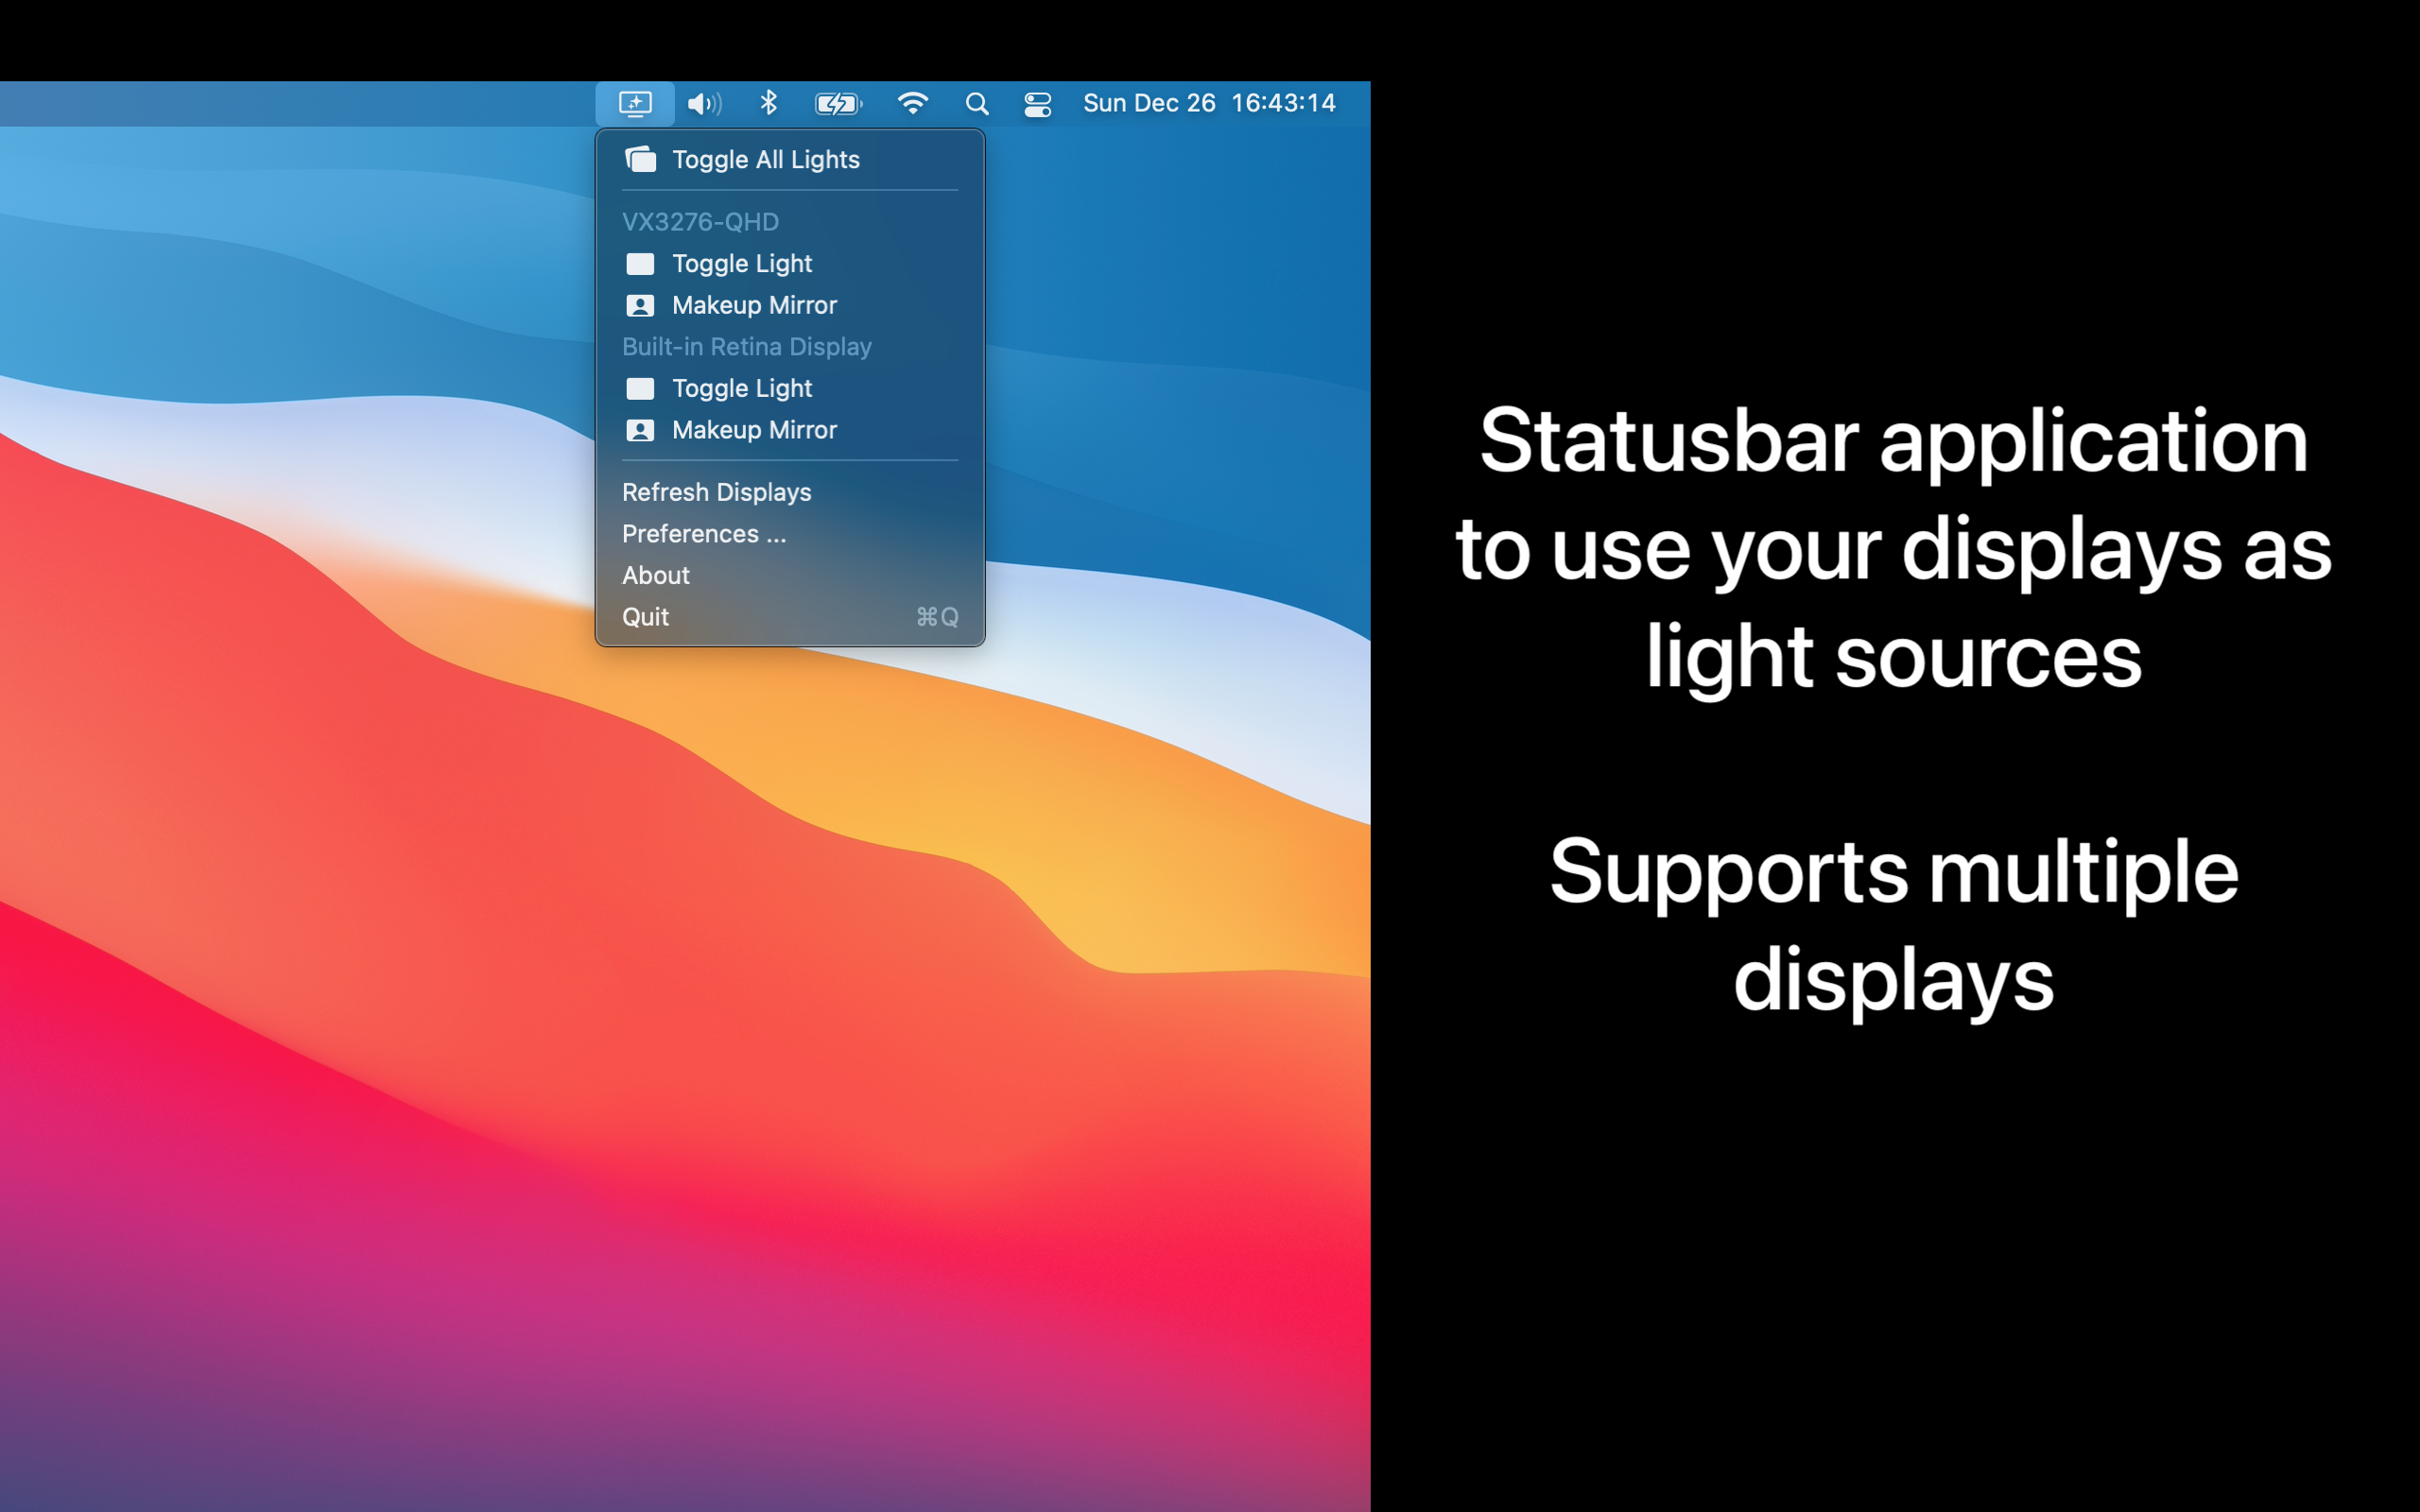 Sun Dec 26 16:43:14
Toggle All Lights
VX3276-QHD
Toggle Light
Makeup Mirror
Built-in Retina Display
Toggle Light
Makeup Mirror
Refresh Displays
Preferences ...
About
Quit ⌘Q
Statusbar application
to use your displays as
light sources
Supports multiple
displays